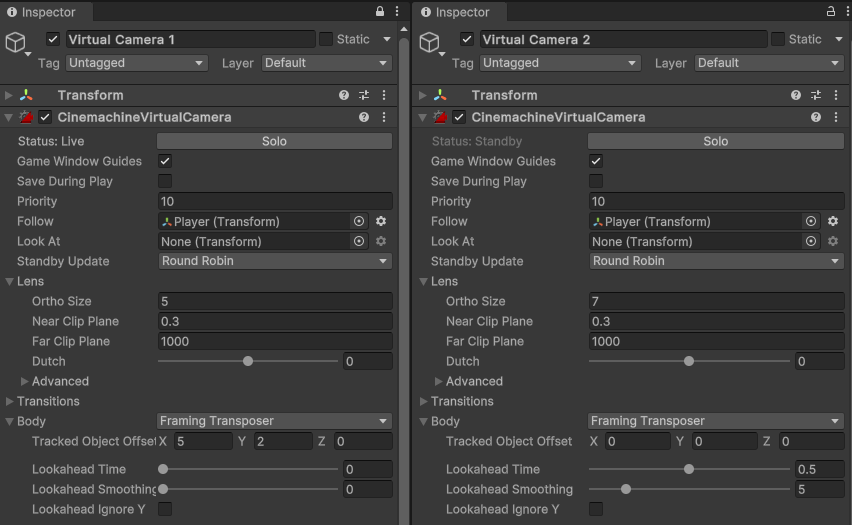 Inspector
Virtual Camera 1
Static
Tag Untagged Layer Default
Transform
CinemachineVirtualCamera
Status: Live Solo
Game Window Guides
Save During Play
Priority 10
Follow Player (Transform)
Look At None (Transform)
Standby Update Round Robin
Lens
Ortho Size 5
Near Clip Plane 0.3
Far Clip Plane 1000
Dutch 0
Advanced
Transitions
Body Framing Transposer
Tracked Object Offset X 5 Y 2 Z 0
Lookahead Time 0
Lookahead Smoothing 0
Lookahead Ignore Y
Inspector
Virtual Camera 2
Static
Tag Untagged Layer Default
Transform
CinemachineVirtualCamera
Status: Standby Solo
Game Window Guides
Save During Play
Priority 10
Follow Player (Transform)
Look At None (Transform)
Standby Update Round Robin
Lens
Ortho Size 7
Near Clip Plane 0.3
Far Clip Plane 1000
Dutch 0
Advanced
Transitions
Body Framing Transposer
Tracked Object Offset X 0 Y 0 Z 0
Lookahead Time 0.5
Lookahead Smoothing 5
Lookahead Ignore Y